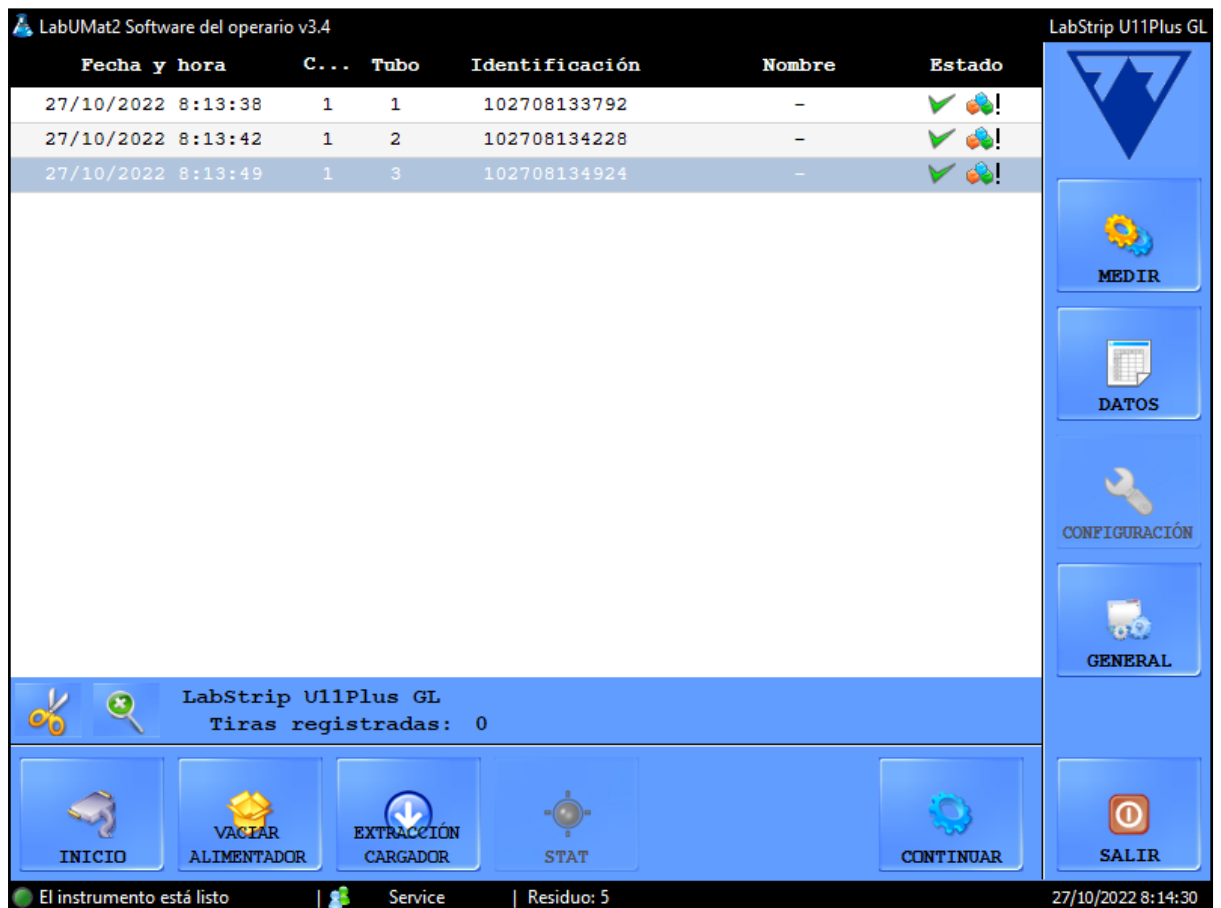 LabUMat2 Software del operario v3.4 LabStrip U11Plus GL
Fecha y hora C... Tubo Identificación Nombre Estado
27/10/2022 8:13:38 1 1 102708133792 - !
27/10/2022 8:13:42 1 2 102708134228 - !
27/10/2022 8:13:49 1 3 102708134924 - !
MEDIR
DATOS
CONFIGURACIÓN
GENERAL
LabStrip U11Plus GL
Tiras registradas: 0
INICIO
VACIAR
ALIMENTADOR
EXTRACCIÓN
CARGADOR
STAT
CONTINUAR
SALIR
El instrumento está listo | Service | Residuo: 5 27/10/2022 8:14:30